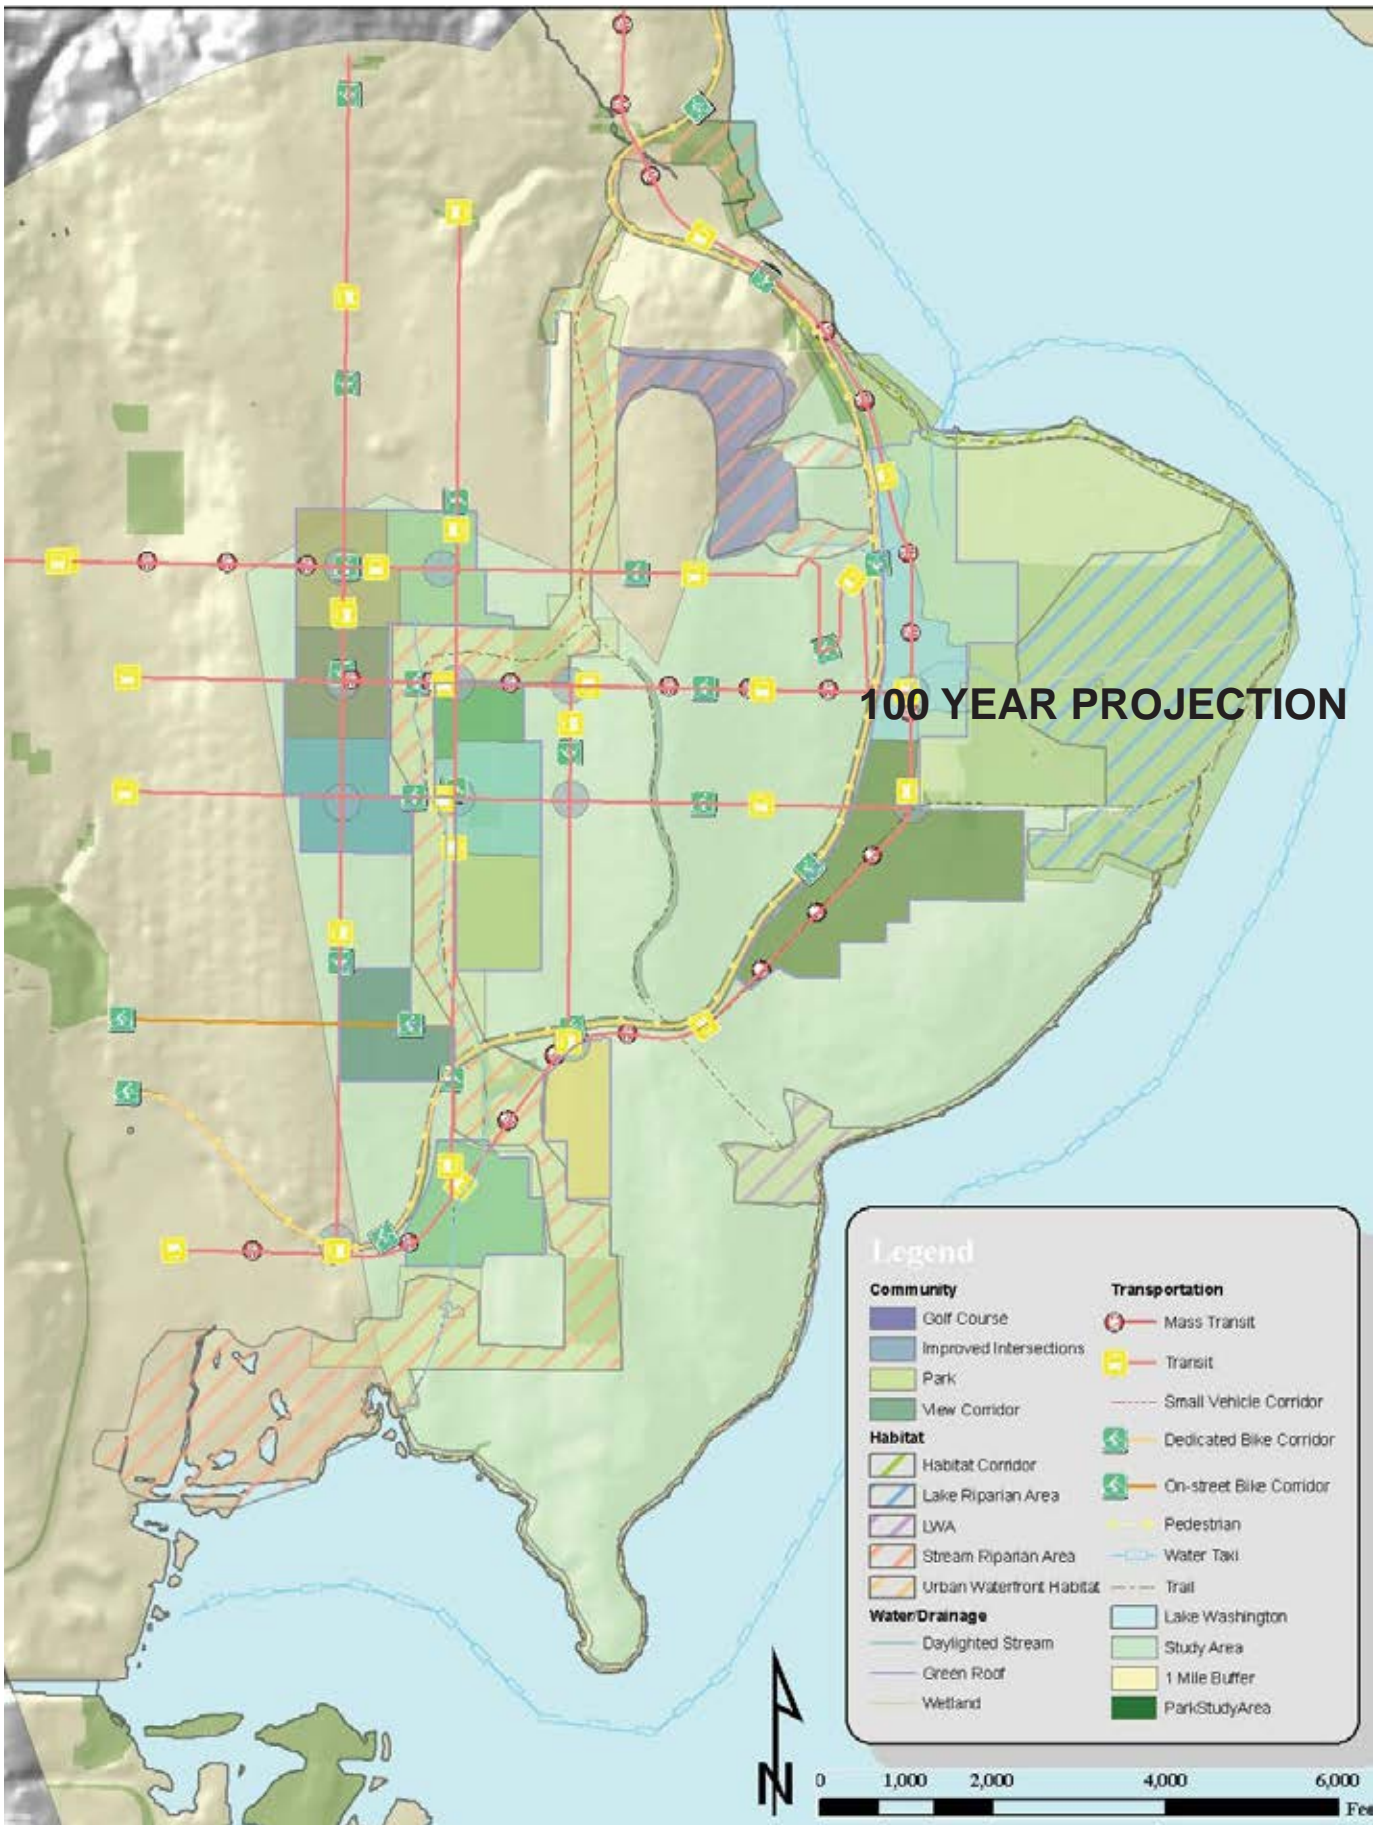 100 YEAR PROJECTION
Legend
Community
Golf Course
Improved Intersections
Park
View Corridor
Habitat
Habitat Corridor
Lake Riparian Area
LWA
Stream Riparian Area
Urban Waterfront Habitat
Water/Drainage
Daylighted Stream
Green Roof
Wetland
Transportation
Mass Transit
Transit
Small Vehicle Corridor
Dedicated Bike Corridor
On-street Bike Corridor
Pedestrian
Water Taxi
Trail
Lake Washington
Study Area
1 Mile Buffer
ParkStudyArea
N
0 1,000 2,000 4,000 6,000
Fee